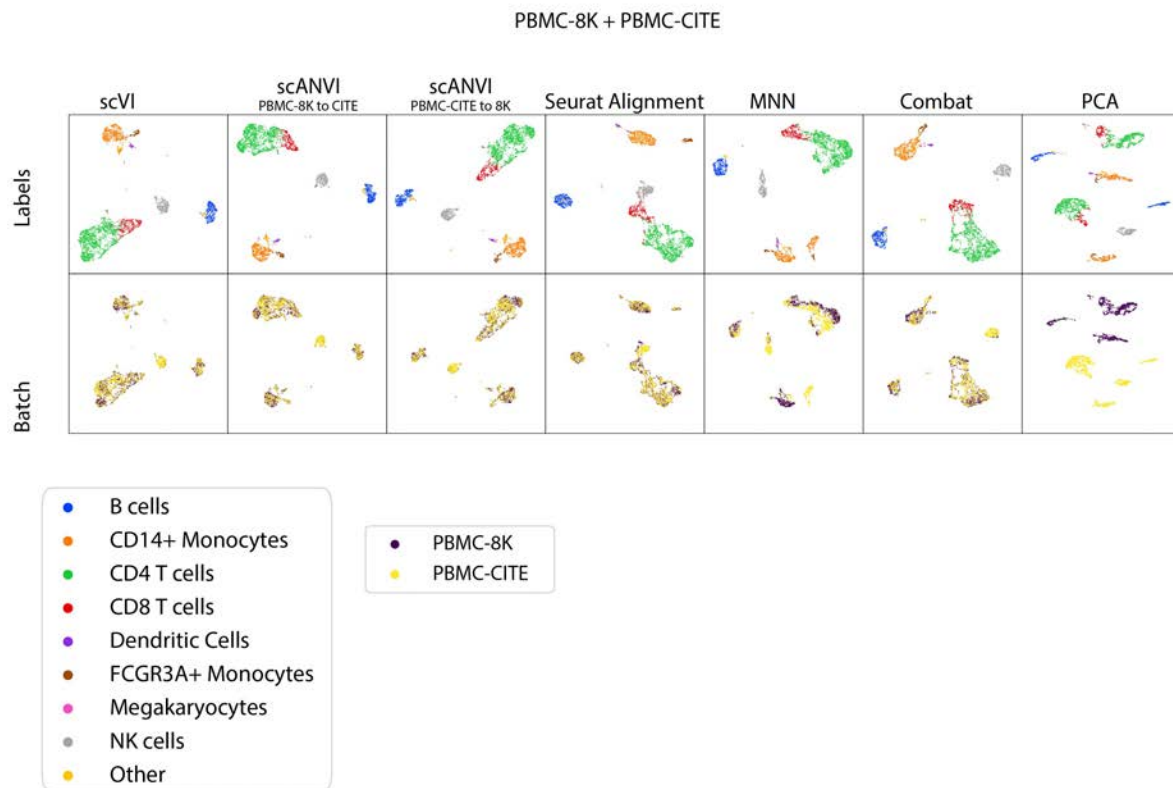 PBMC-8K + PBMC-CITE
scVI
scANVI
PBMC-8K to CITE
scANVI
PBMC-CITE to 8K
Seurat Alignment
MNN
Combat
PCA
Labels
Batch
B cells
CD14+ Monocytes
CD4 T cells
CD8 T cells
Dendritic Cells
FCGR3A+ Monocytes
Megakaryocytes
NK cells
Other
PBMC-8K
PBMC-CITE